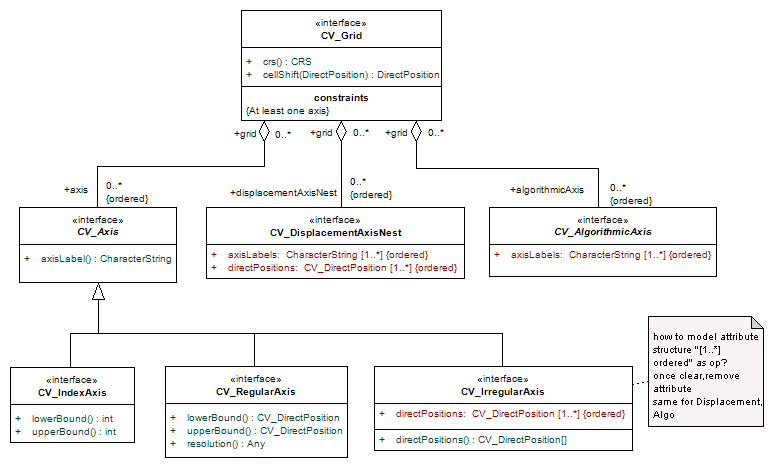 «interface»
CV_Grid
+ crs() : CRS
+ cellShift(DirectPosition) : DirectPosition
constraints
{At least one axis}
+grid 0..* +grid 0..* +grid 0..*
+axis 0..*
{ordered}
+displacementAxisNest 0..*
{ordered}
+algorithmicAxis 0..*
{ordered}
«interface»
CV_Axis
+ axisLabel() : CharacterString
«interface»
CV_DisplacementAxisNest
+ axisLabels: CharacterString [1..*] {ordered}
+ directPositions: CV_DirectPosition [1..*] {ordered}
«interface»
CV_AlgorithmicAxis
+ axisLabels: CharacterString [1..*] {ordered}
«interface»
CV_IndexAxis
+ lowerBound() : int
+ upperBound() : int
«interface»
CV_RegularAxis
+ lowerBound() : CV_DirectPosition
+ upperBound() : CV_DirectPosition
+ resolution() : Any
«interface»
CV_IrregularAxis
+ directPositions: CV_DirectPosition [1..*] {ordered}
+ directPositions() : CV_DirectPosition[]
how to model attribute
structure "[1..*]
ordered" as op?
once clear,remove
attribute
same for Displacement,
Algo